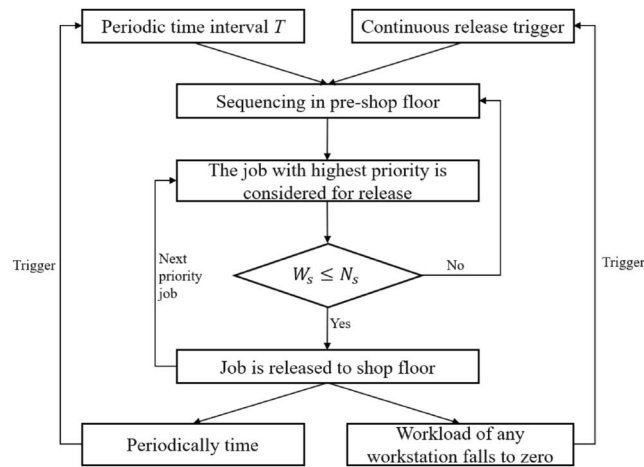 Periodic time interval T
Continuous release trigger
Sequencing in pre-shop floor
The job with highest priority is
considered for release
Trigger
Next
priority
job
W_s ≤ N_s
No
Trigger
Yes
Job is released to shop floor
Periodically time
Workload of any
workstation falls to zero